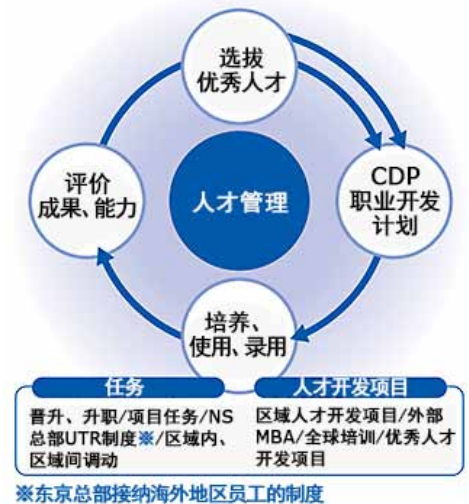 选拔
优秀人才
评价
成果、能力
人才管理
CDP
职业开发
计划
培养、
使用、录用
任务
晋升、升职/项目任务/NS
总部UTR制度※/区域内、
区域间调动
人才开发项目
区域人才开发项目/外部
MBA/全球培训/优秀人才
开发项目
※东京总部接纳海外地区员工的制度